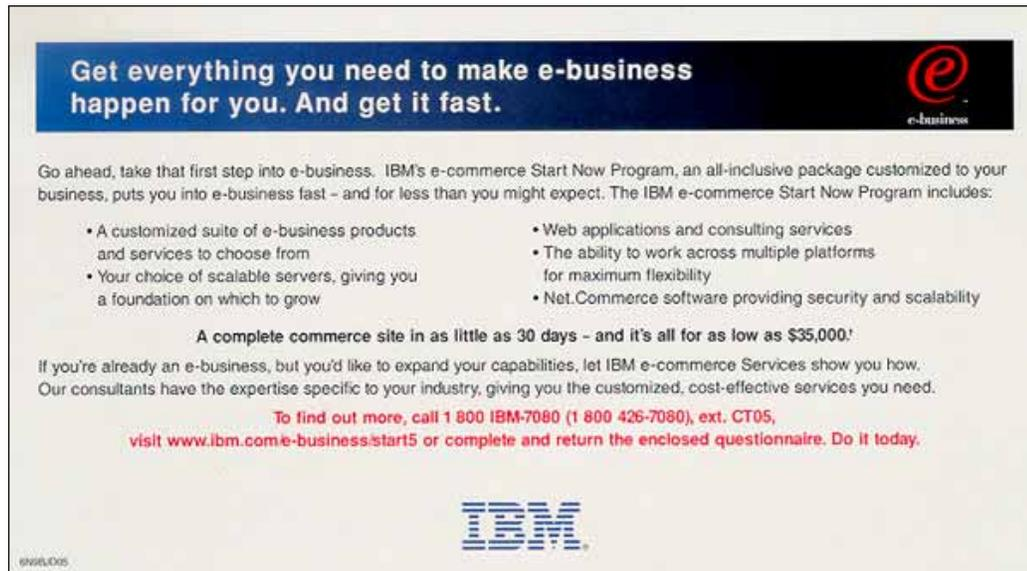 Get everything you need to make e-business
happen for you. And get it fast.
e
e-business
Go ahead, take that first step into e-business. IBM's e-commerce Start Now Program, an all-inclusive package customized to your
business, puts you into e-business fast – and for less than you might expect. The IBM e-commerce Start Now Program includes:
• A customized suite of e-business products
and services to choose from
• Your choice of scalable servers, giving you
a foundation on which to grow
• Web applications and consulting services
• The ability to work across multiple platforms
for maximum flexibility
• Net.Commerce software providing security and scalability
A complete commerce site in as little as 30 days – and it's all for as low as $35,000.†
If you're already an e-business, but you'd like to expand your capabilities, let IBM e-commerce Services show you how.
Our consultants have the expertise specific to your industry, giving you the customized, cost-effective services you need.
To find out more, call 1 800 IBM-7080 (1 800 426-7080), ext. CT05,
visit www.ibm.com/e-business/start5 or complete and return the enclosed questionnaire. Do it today.
IBM